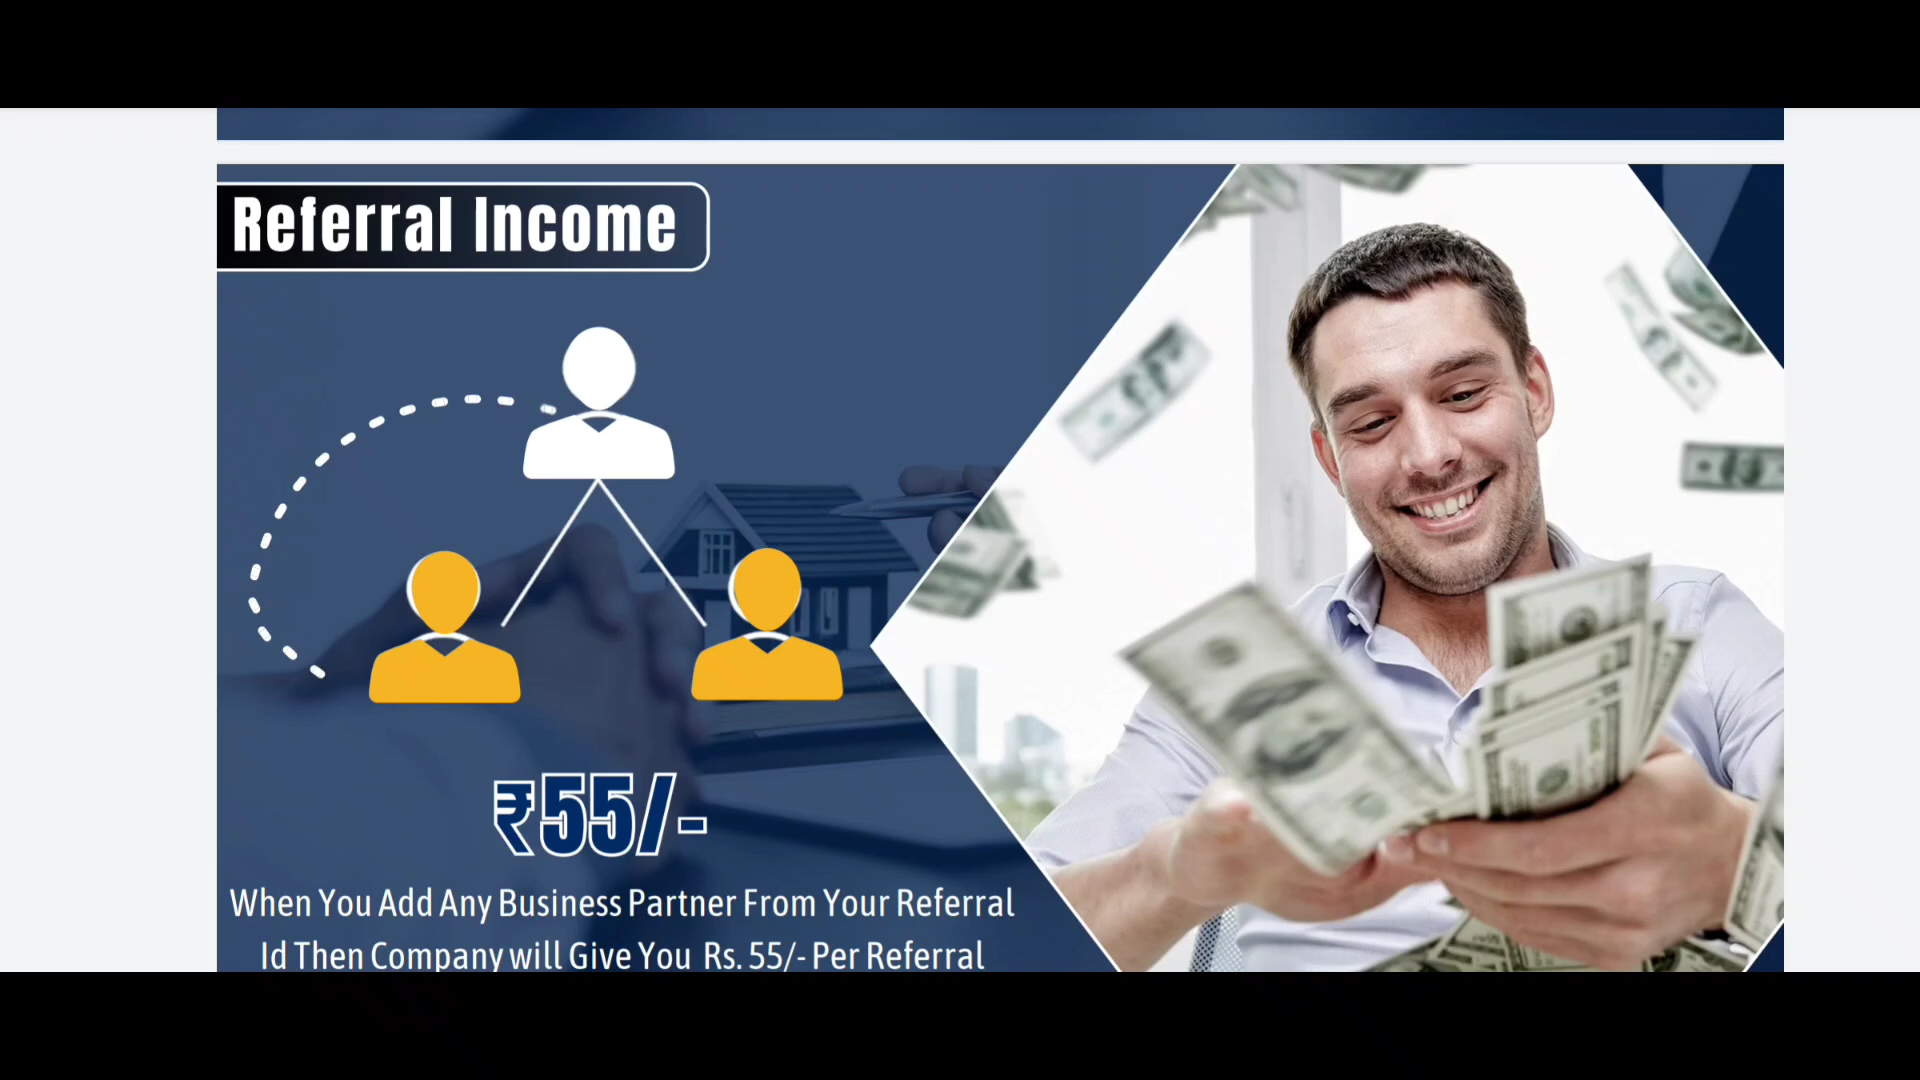 Referral Income
₹55/-
When You Add Any Business Partner From Your Referral
Id Then Company will Give You Rs. 55/- Per Referral